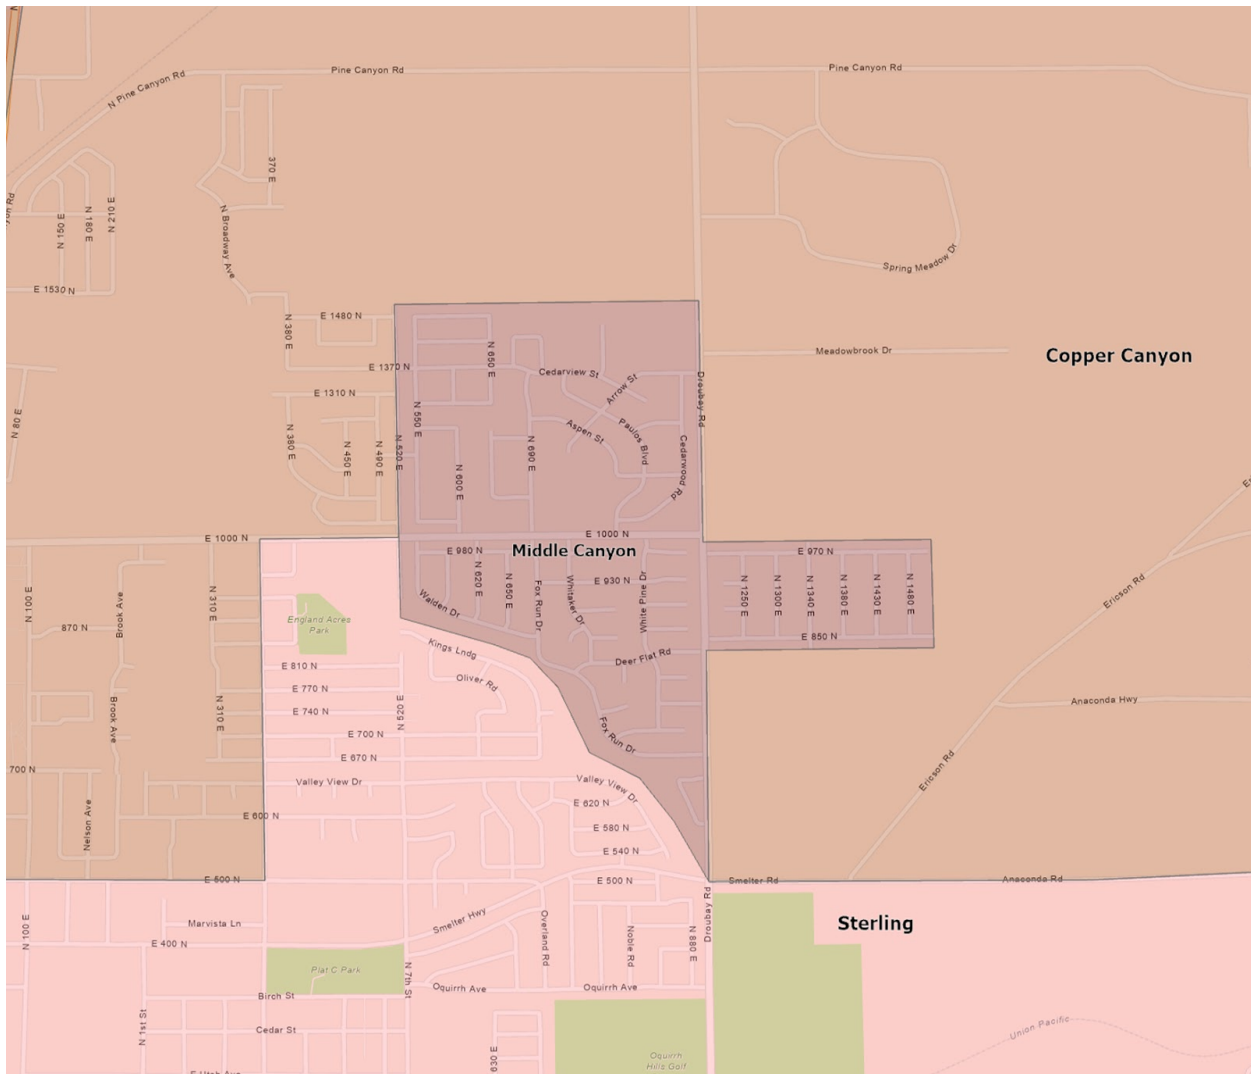 Pine Canyon Rd
Pine Canyon Rd
N Pine Canyon Rd
370 E
yon Rd
N 150 E
N 180 E
N 210 E
N Broadway Ave
Spring Meadow Dr
E 1530 N
E 1480 N
N 380 E
N 650 E
Meadowbrook Dr
Copper Canyon
E 1370 N
Cedarview St
Arrow St
Droubay Rd
E 1310 N
N 80 E
N 380 E
N 450 E
N 490 E
N 520 E
N 550 E
N 600 E
N 690 E
Aspen St
Paulos Blvd
Cedarwood Rd
E 1000 N
E 1000 N
Middle Canyon
E 980 N
E 970 N
N 100 E
870 N
Brook Ave
N 310 E
England Acres
Park
Walden Dr
N 620 E
N 650 E
Fox Run Dr
Whitaker Dr
E 930 N
White Pine Dr
N 1250 E
N 1300 E
N 1340 E
N 1380 E
N 1430 E
N 1480 E
Ericson Rd
E 850 N
Kings Lndg
Deer Flat Rd
E 810 N
Oliver Rd
E 770 N
Brook Ave
N 310 E
E 740 N
N 520 E
Anaconda Hwy
E 700 N
Fox Run Dr
E 670 N
700 N
Valley View Dr
Valley View Dr
Ericson Rd
Nelson Ave
E 620 N
E 600 N
E 580 N
E 540 N
E 500 N
E 500 N
Smelter Rd
Anaconda Rd
N 100 E
Marvista Ln
Smelter Hwy
Overland Rd
Noble Rd
N 880 E
Droubay Rd
Sterling
E 400 N
Plat C Park
N 7th St
Birch St
Oquirrh Ave
Oquirrh Ave
N 1st St
Cedar St
630 E
Union Pacific
Oquirrh
Hills Golf
E Utah Ave